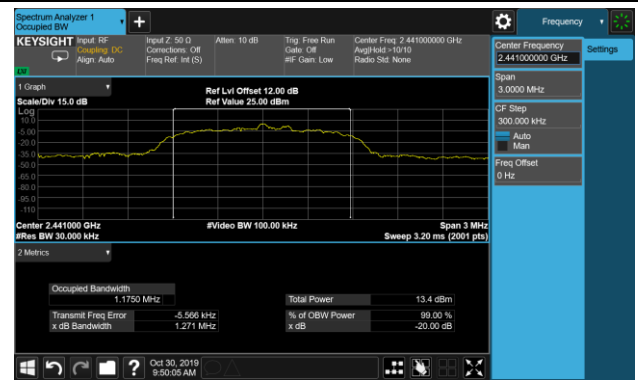 Spectrum Analyzer 1
Occupied BW
Frequency
KEYSIGHT
Input: RF
Coupling: DC
Align: Auto
Input Z: 50 Ω
Corrections: Off
Freq Ref: Int (S)
Atten: 10 dB
Trig: Free Run
Gate: Off
#IF Gain: Low
Center Freq: 2.441000000 GHz
Avg|Hold:>10/10
Radio Std: None
Center Frequency
2.441000000 GHz
Settings
Span
3.0000 MHz
CF Step
300.000 kHz
Auto
Man
Freq Offset
0 Hz
1 Graph
Scale/Div 15.0 dB
Ref Lvl Offset 12.00 dB
Ref Value 25.00 dBm
Log
10.0
-5.00
-20.0
-35.0
-50.0
-65.0
-80.0
-95.0
-110
Center 2.441000 GHz
#Res BW 30.000 kHz
#Video BW 100.00 kHz
Span 3 MHz
Sweep 3.20 ms (2001 pts)
2 Metrics
Occupied Bandwidth
1.1750 MHz
Total Power 13.4 dBm
Transmit Freq Error -5.566 kHz
% of OBW Power 99.00 %
x dB Bandwidth 1.271 MHz
x dB -20.00 dB
Oct 30, 2019
9:50:05 AM